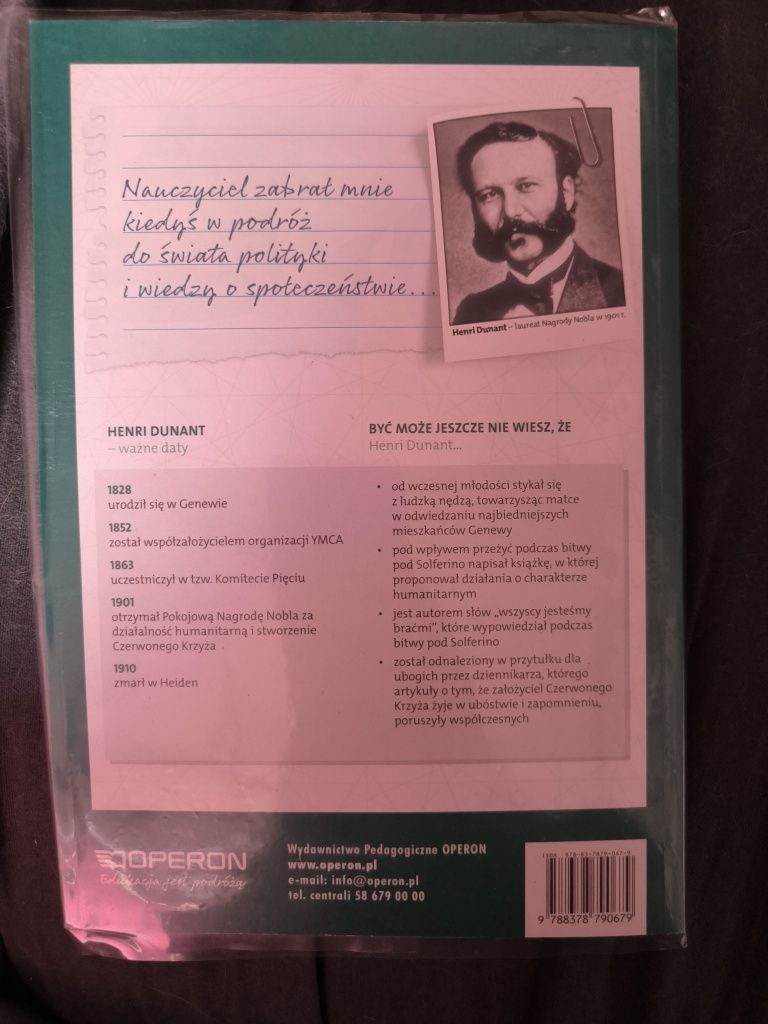 Nauczyciel zabrał mnie
kiedyś w podróż
do świata polityki
i wiedzy o społeczeństwie...
Henri Dunant – laureat Nagrody Nobla w 1901 r.
HENRI DUNANT
– ważne daty
1828
urodził się w Genewie
1852
został współzałożycielem organizacji YMCA
1863
uczestniczył w tzw. Komitecie Pięciu
1901
otrzymał Pokojową Nagrodę Nobla za
działalność humanitarną i stworzenie
Czerwonego Krzyża
1910
zmarł w Heiden
BYĆ MOŻE JESZCZE NIE WIESZ, ŻE
Henri Dunant...
• od wczesnej młodości stykał się
z ludzką nędzą, towarzysząc matce
w odwiedzaniu najbiedniejszych
mieszkańców Genewy
• pod wpływem przeżyć podczas bitwy
pod Solferino napisał książkę, w której
proponował działania o charakterze
humanitarnym
• jest autorem słów „wszyscy jesteśmy
braćmi”, które wypowiedział podczas
bitwy pod Solferino
• został odnaleziony w przytułku dla
ubogich przez dziennikarza, którego
artykuły o tym, że założyciel Czerwonego
Krzyża żyje w ubóstwie i zapomnieniu,
poruszyły współczesnych
OPERON
Edukacja jest podróżą
Wydawnictwo Pedagogiczne OPERON
www.operon.pl
e-mail: info@operon.pl
tel. centrali 58 679 00 00
ISBN 978-83-7879-067-9
9 788378 790679